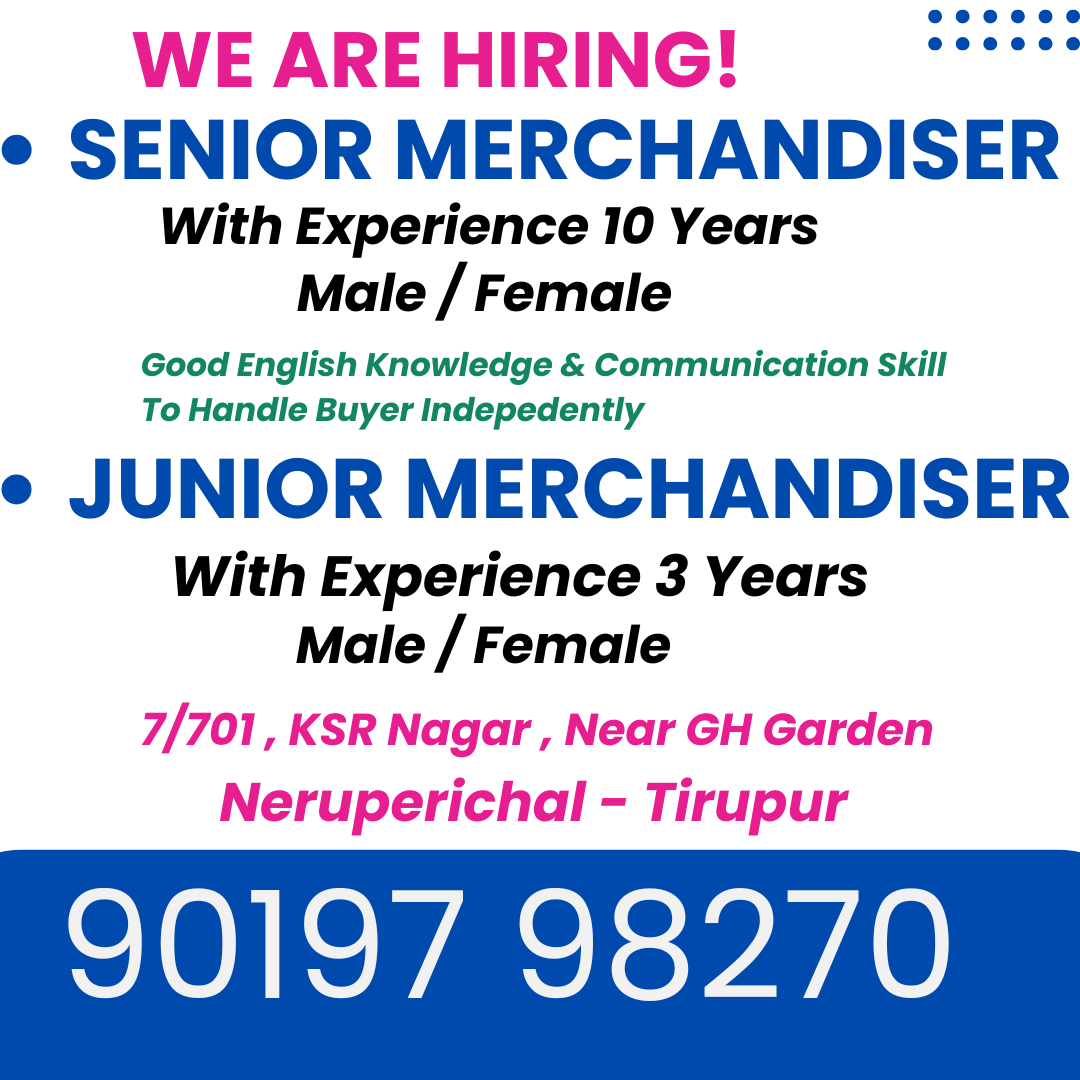 WE ARE HIRING!
• SENIOR MERCHANDISER
With Experience 10 Years
Male / Female
Good English Knowledge & Communication Skill
To Handle Buyer Indepedently
• JUNIOR MERCHANDISER
With Experience 3 Years
Male / Female
7/701 , KSR Nagar , Near GH Garden
Neruperichal - Tirupur
90197 98270